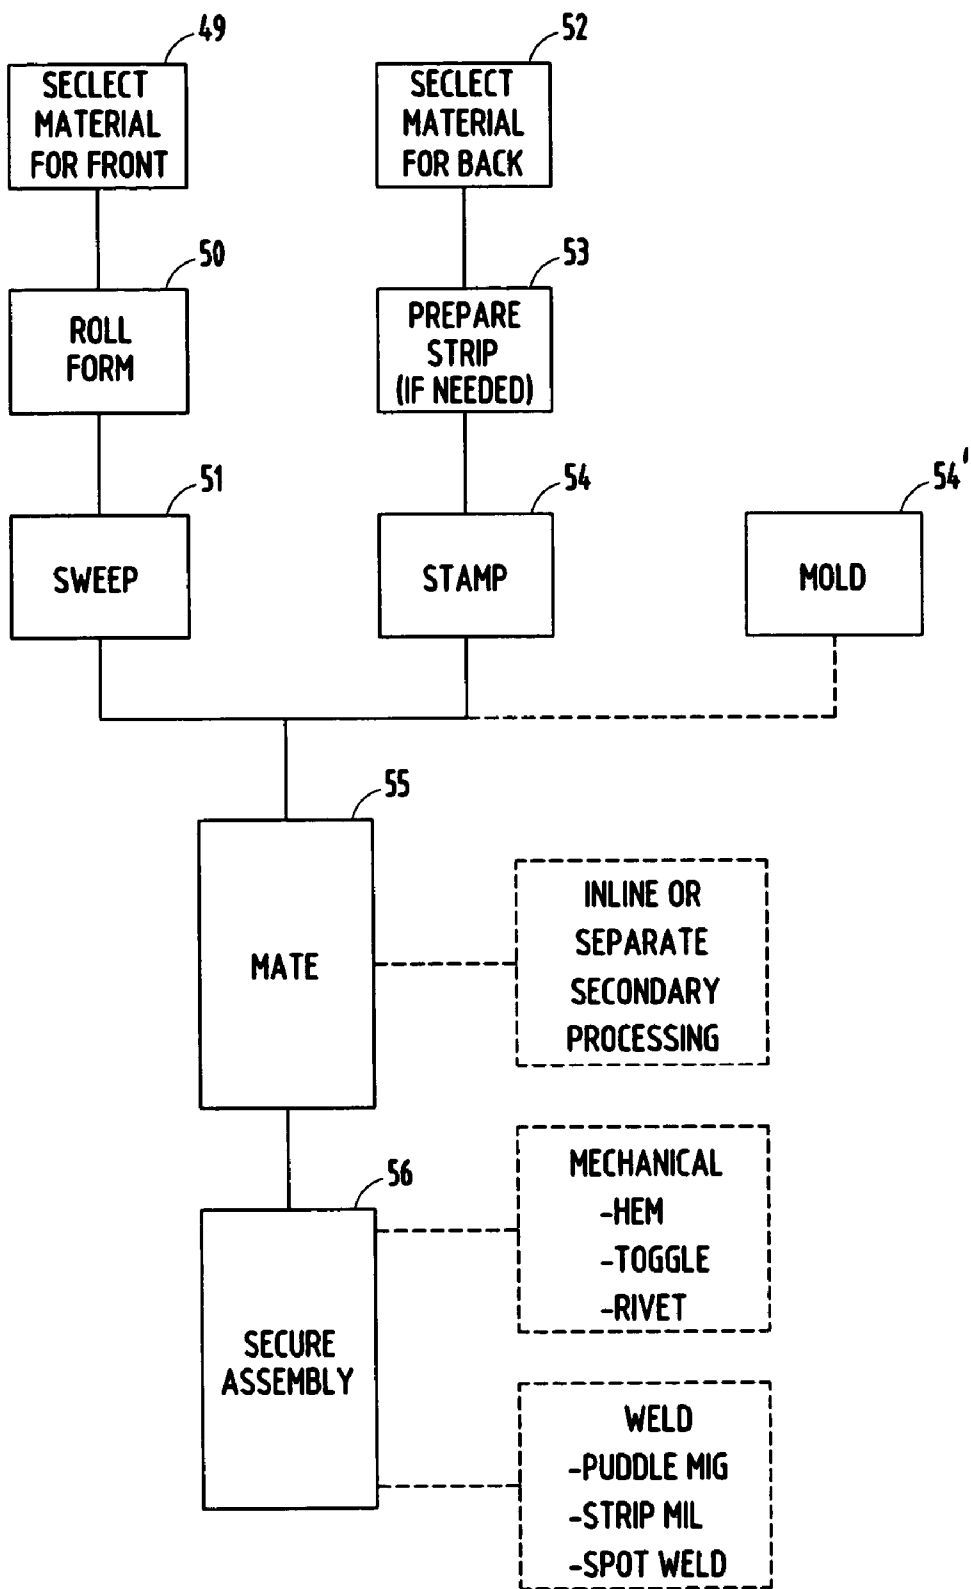 49
SECLECT
MATERIAL
FOR FRONT
52
SECLECT
MATERIAL
FOR BACK
50
ROLL
FORM
53
PREPARE
STRIP
(IF NEEDED)
51
SWEEP
54
STAMP
54'
MOLD
55
MATE
INLINE OR
SEPARATE
SECONDARY
PROCESSING
56
SECURE
ASSEMBLY
MECHANICAL
-HEM
-TOGGLE
-RIVET
WELD
-PUDDLE MIG
-STRIP MIL
-SPOT WELD